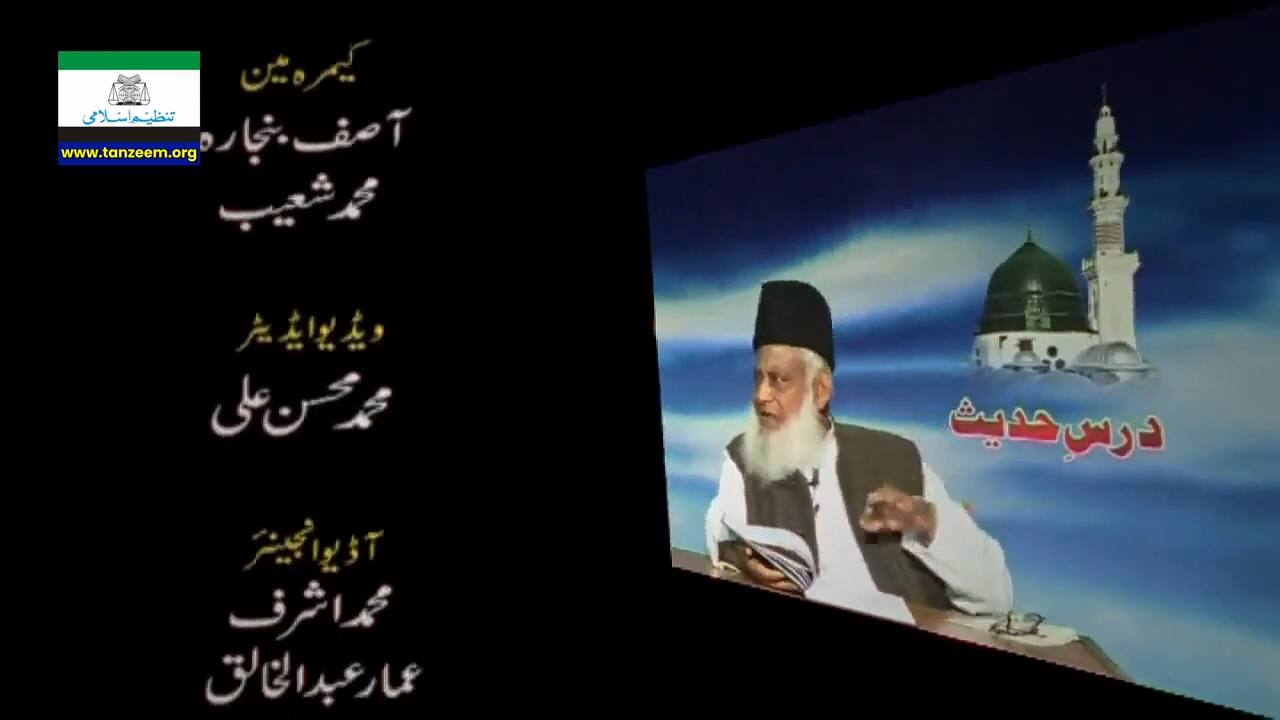 تنظیم اسلامی
www.tanzeem.org
کیمرہ مین
آصف بنجارہ
محمد شعیب
ویڈیو ایڈیٹر
محمد محسن علی
آڈیو انجینئر
محمد اشرف
عمار عبدالخالق
درسِ حدیث